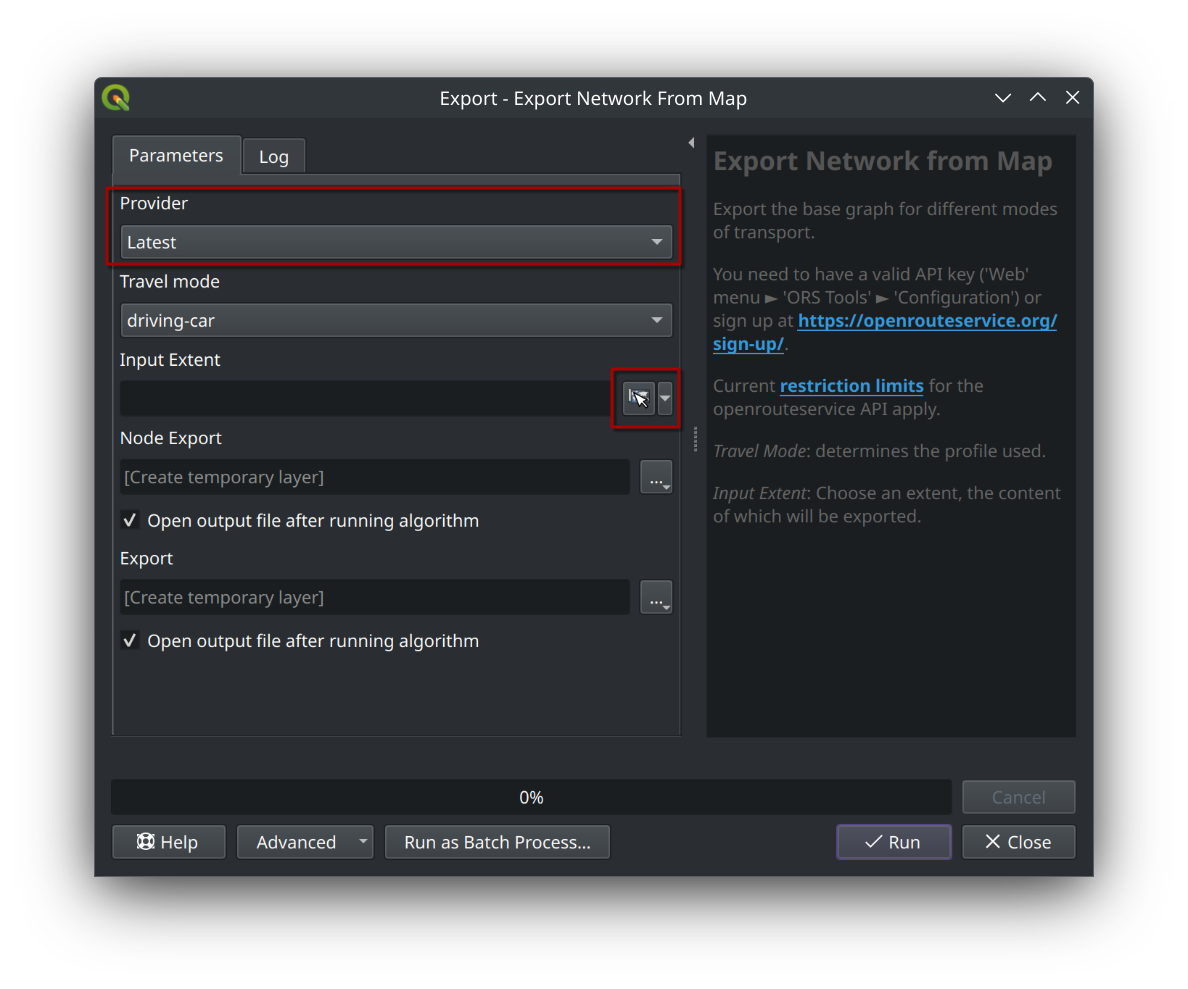 Export - Export Network From Map
Parameters
Log
Provider
Latest
Travel mode
driving-car
Input Extent
Node Export
[Create temporary layer]
...
Open output file after running algorithm
Export
[Create temporary layer]
...
Open output file after running algorithm
Export Network from Map
Export the base graph for different modes
of transport.
You need to have a valid API key ('Web'
menu ► 'ORS Tools' ► 'Configuration') or
sign up at https://openrouteservice.org/
sign-up/.
Current restriction limits for the
openrouteservice API apply.
Travel Mode: determines the profile used.
Input Extent: Choose an extent, the content
of which will be exported.
0%
Cancel
Help
Advanced
Run as Batch Process...
Run
Close